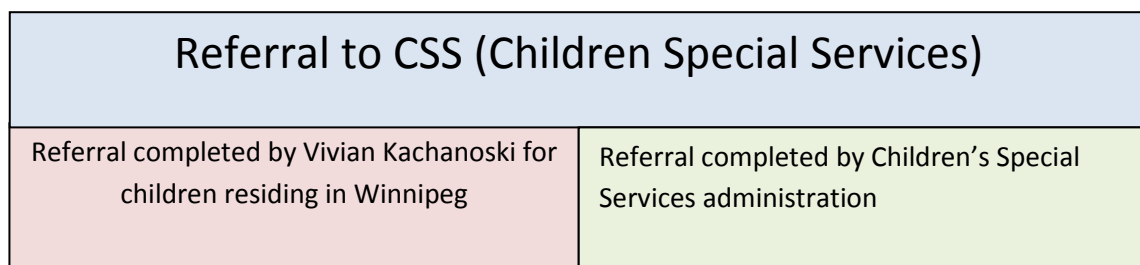 Referral to CSS (Children Special Services)
Referral completed by Vivian Kachanoski for
children residing in Winnipeg
Referral completed by Children’s Special
Services administration